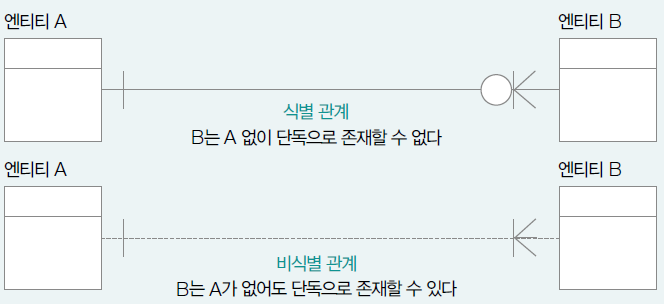 엔티티 A
엔티티 B
식별 관계
B는 A 없이 단독으로 존재할 수 없다
엔티티 A
엔티티 B
비식별 관계
B는 A가 없어도 단독으로 존재할 수 있다